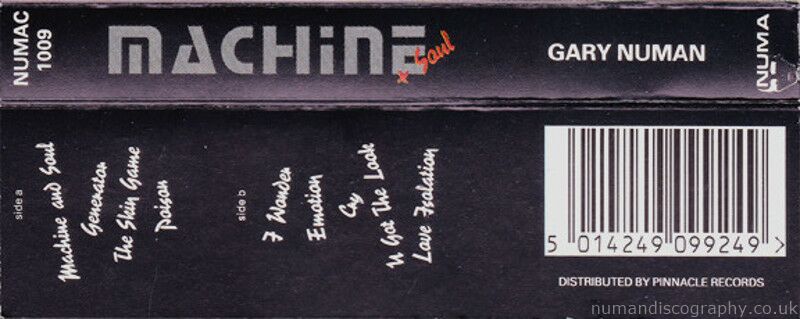 NUMAC
1009
MACHiNE
+ Soul
GARY NUMAN
NUMA
side a
Machine and Soul
Generator
The Skin Game
Poison
side b
I Wonder
Emotion
Cry
U Got The Look
Love Isolation
5 014249 099249 >
DISTRIBUTED BY PINNACLE RECORDS
numandiscography.co.uk